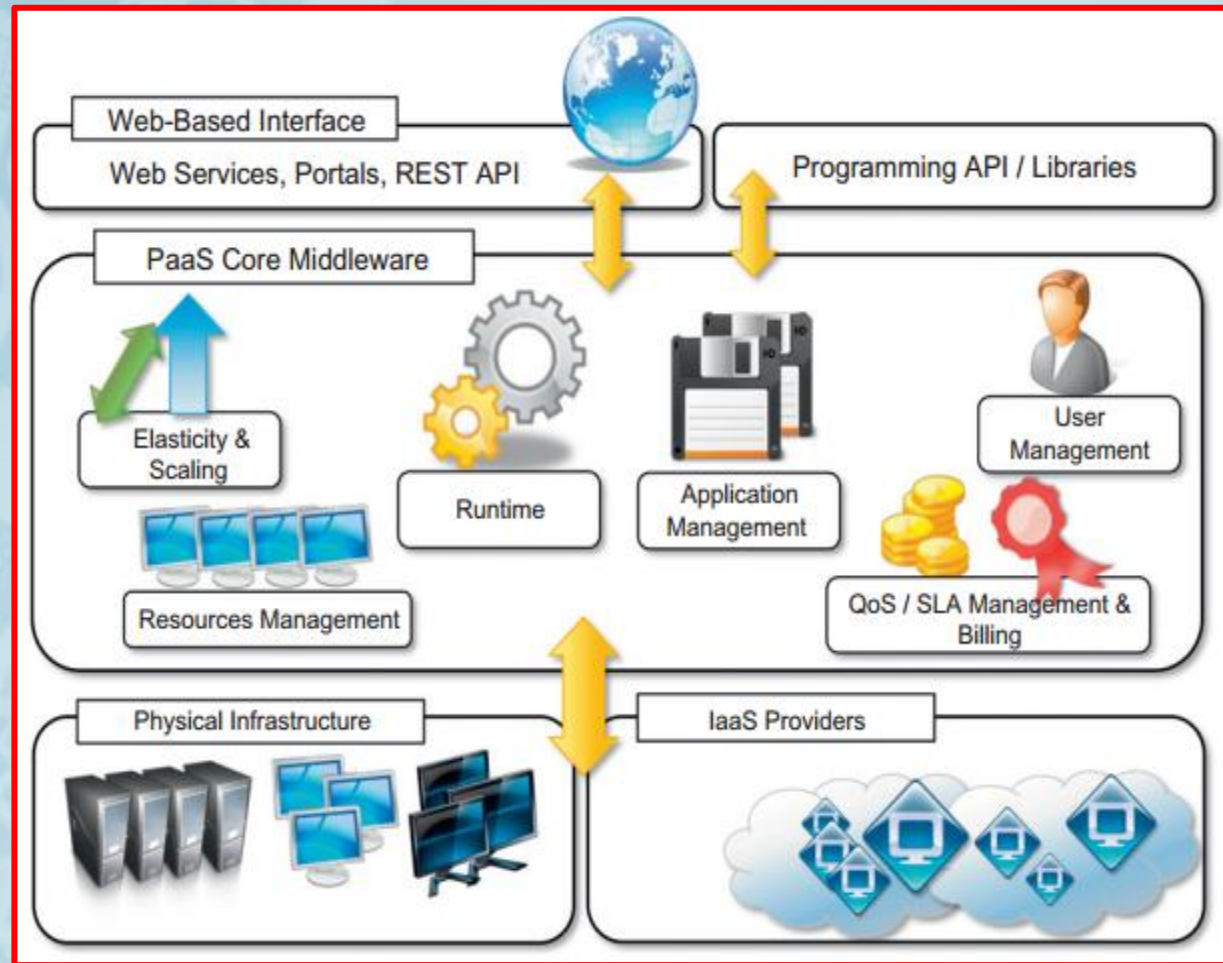 Web-Based Interface
Web Services, Portals, REST API
Programming API / Libraries
PaaS Core Middleware
Elasticity &
Scaling
Runtime
Application
Management
User
Management
Resources Management
QoS / SLA Management &
Billing
Physical Infrastructure
IaaS Providers